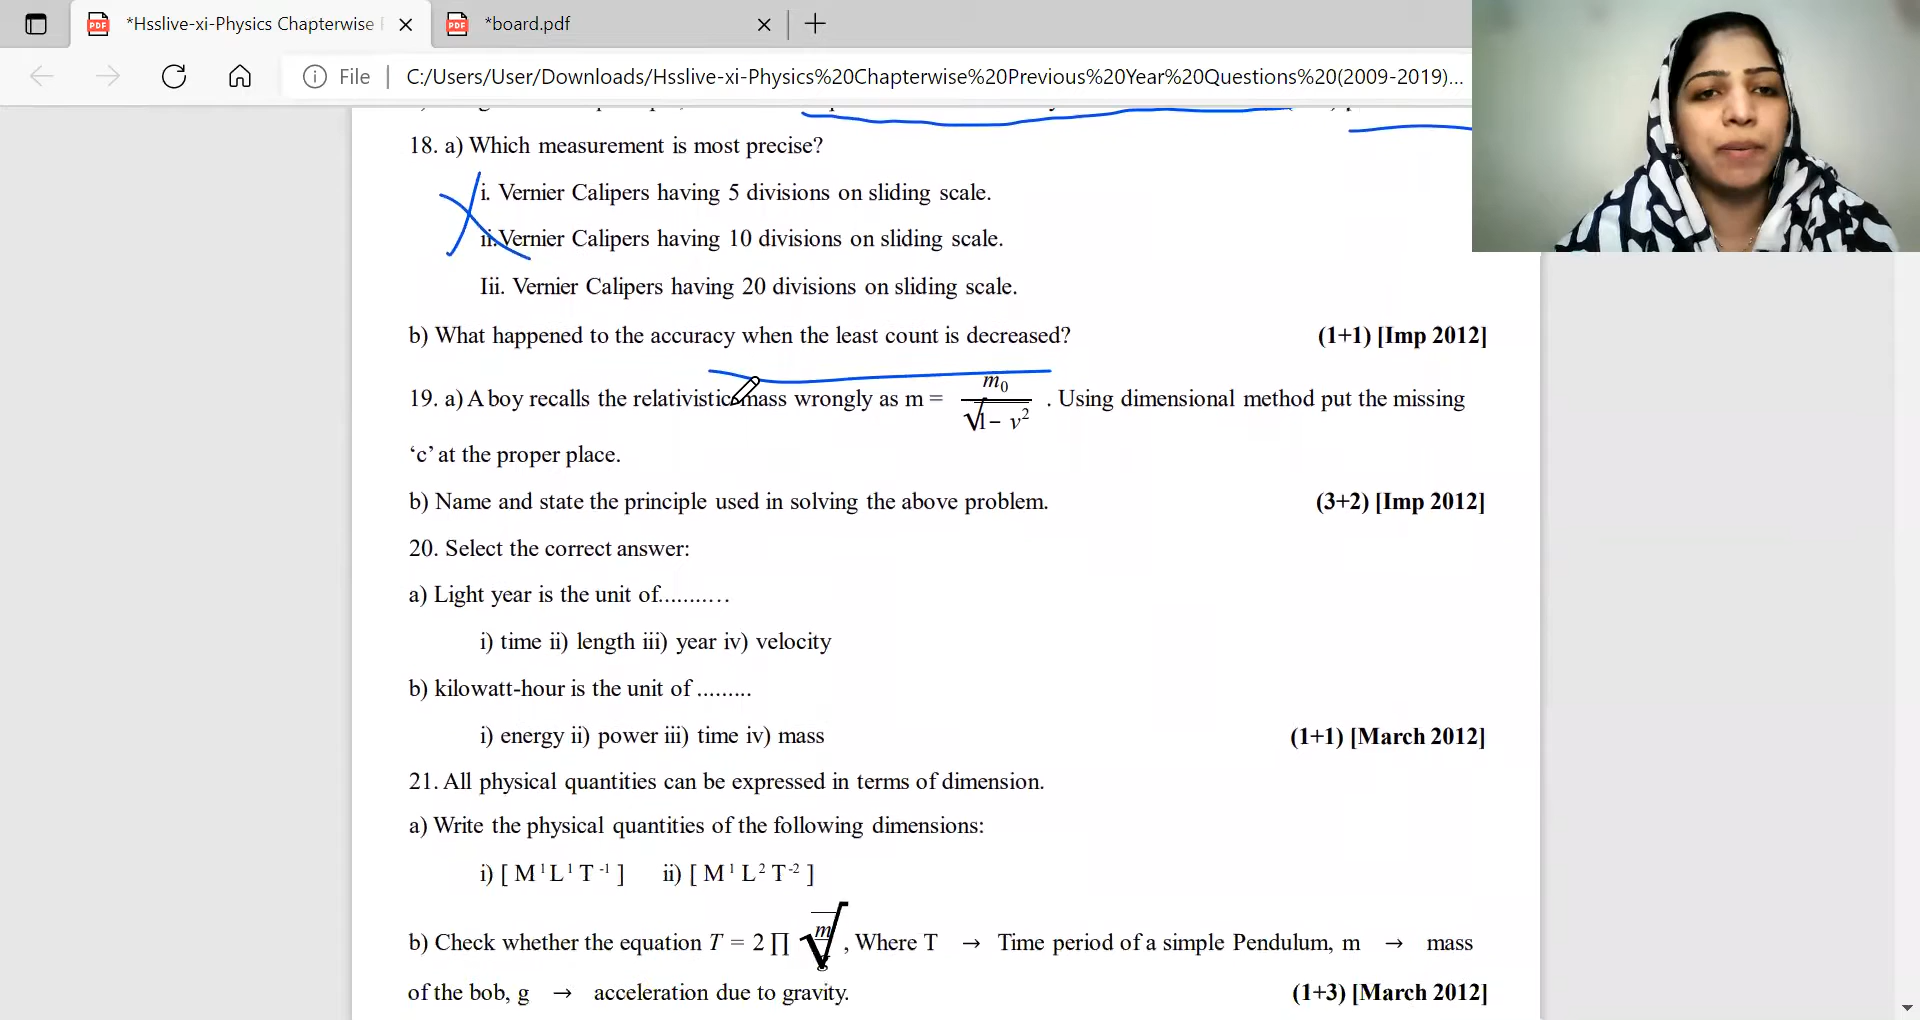 *Hsslive-xi-Physics Chapterwise
*board.pdf
File
C:/Users/User/Downloads/Hsslive-xi-Physics%20Chapterwise%20Previous%20Year%20Questions%20(2009-2019)...
18. a) Which measurement is most precise?
i. Vernier Calipers having 5 divisions on sliding scale.
ii. Vernier Calipers having 10 divisions on sliding scale.
Iii. Vernier Calipers having 20 divisions on sliding scale.
b) What happened to the accuracy when the least count is decreased? (1+1) [Imp 2012]
19. a) A boy recalls the relativistic mass wrongly as m = m₀/√1 − v² . Using dimensional method put the missing
‘c’ at the proper place.
b) Name and state the principle used in solving the above problem. (3+2) [Imp 2012]
20. Select the correct answer:
a) Light year is the unit of..........
i) time ii) length iii) year iv) velocity
b) kilowatt-hour is the unit of .........
i) energy ii) power iii) time iv) mass (1+1) [March 2012]
21. All physical quantities can be expressed in terms of dimension.
a) Write the physical quantities of the following dimensions:
i) [ M¹L¹T⁻¹ ] ii) [ M¹ L² T⁻² ]
b) Check whether the equation T = 2∏ √m/g , Where T → Time period of a simple Pendulum, m → mass
of the bob, g → acceleration due to gravity. (1+3) [March 2012]